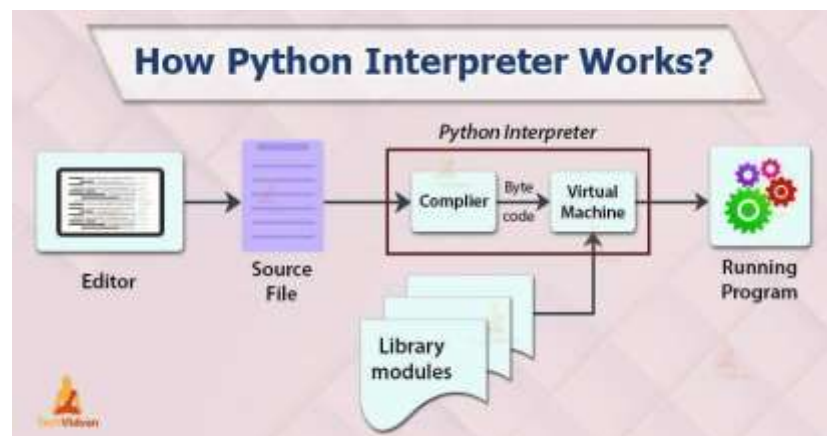 How Python Interpreter Works?
Python Interpreter
Complier
Byte
code
Virtual
Machine
Editor
Source
File
Running
Program
Library
modules